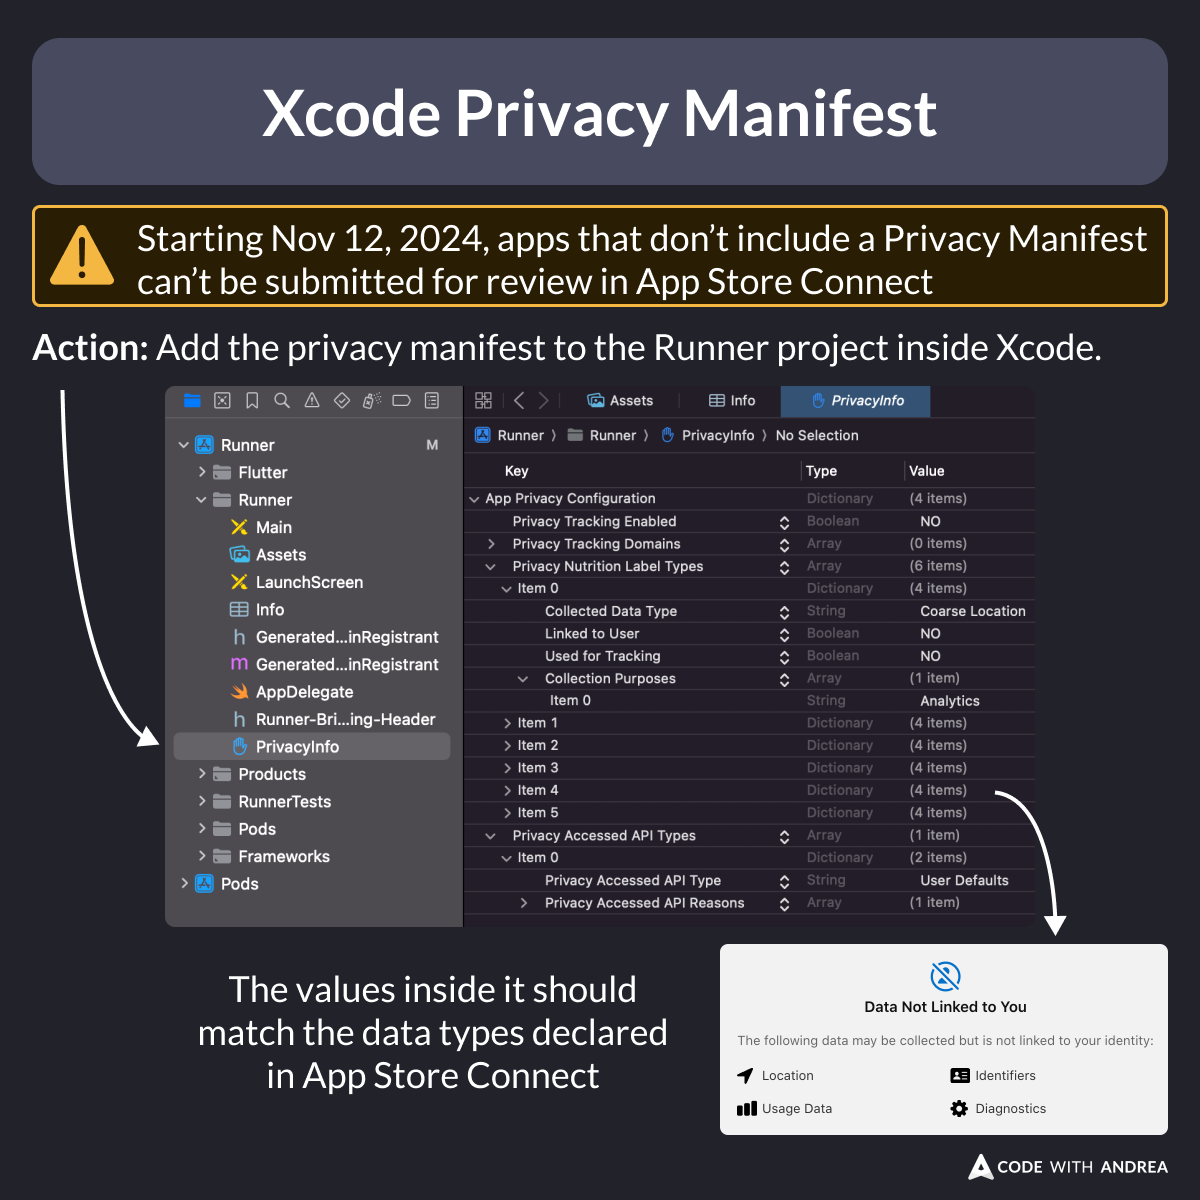 Xcode Privacy Manifest
Starting Nov 12, 2024, apps that don’t include a Privacy Manifest
can’t be submitted for review in App Store Connect
Action: Add the privacy manifest to the Runner project inside Xcode.
Assets
Info
PrivacyInfo
Runner
M
Flutter
Runner
Main
Assets
LaunchScreen
Info
h Generated...inRegistrant
m Generated...inRegistrant
AppDelegate
h Runner-Bri...ing-Header
PrivacyInfo
Products
RunnerTests
Pods
Frameworks
Pods
Runner 〉 Runner 〉 PrivacyInfo 〉 No Selection
Key Type Value
App Privacy Configuration Dictionary (4 items)
Privacy Tracking Enabled Boolean NO
Privacy Tracking Domains Array (0 items)
Privacy Nutrition Label Types Array (6 items)
Item 0 Dictionary (4 items)
Collected Data Type String Coarse Location
Linked to User Boolean NO
Used for Tracking Boolean NO
Collection Purposes Array (1 item)
Item 0 String Analytics
Item 1 Dictionary (4 items)
Item 2 Dictionary (4 items)
Item 3 Dictionary (4 items)
Item 4 Dictionary (4 items)
Item 5 Dictionary (4 items)
Privacy Accessed API Types Array (1 item)
Item 0 Dictionary (2 items)
Privacy Accessed API Type String User Defaults
Privacy Accessed API Reasons Array (1 item)
The values inside it should
match the data types declared
in App Store Connect
Data Not Linked to You
The following data may be collected but is not linked to your identity:
Location
Identifiers
Usage Data
Diagnostics
CODE WITH ANDREA